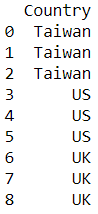 Country
0 Taiwan
1 Taiwan
2 Taiwan
3 US
4 US
5 US
6 UK
7 UK
8 UK